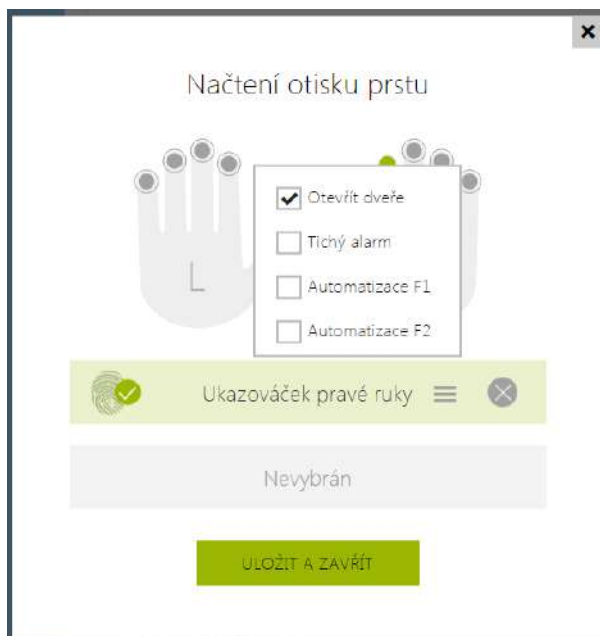 Načtení otisku prstu
L
Otevřít dveře
Tichý alarm
Automatizace F1
Automatizace F2
Ukazováček pravé ruky
Nevybrán
ULOŽIT A ZAVŘÍT